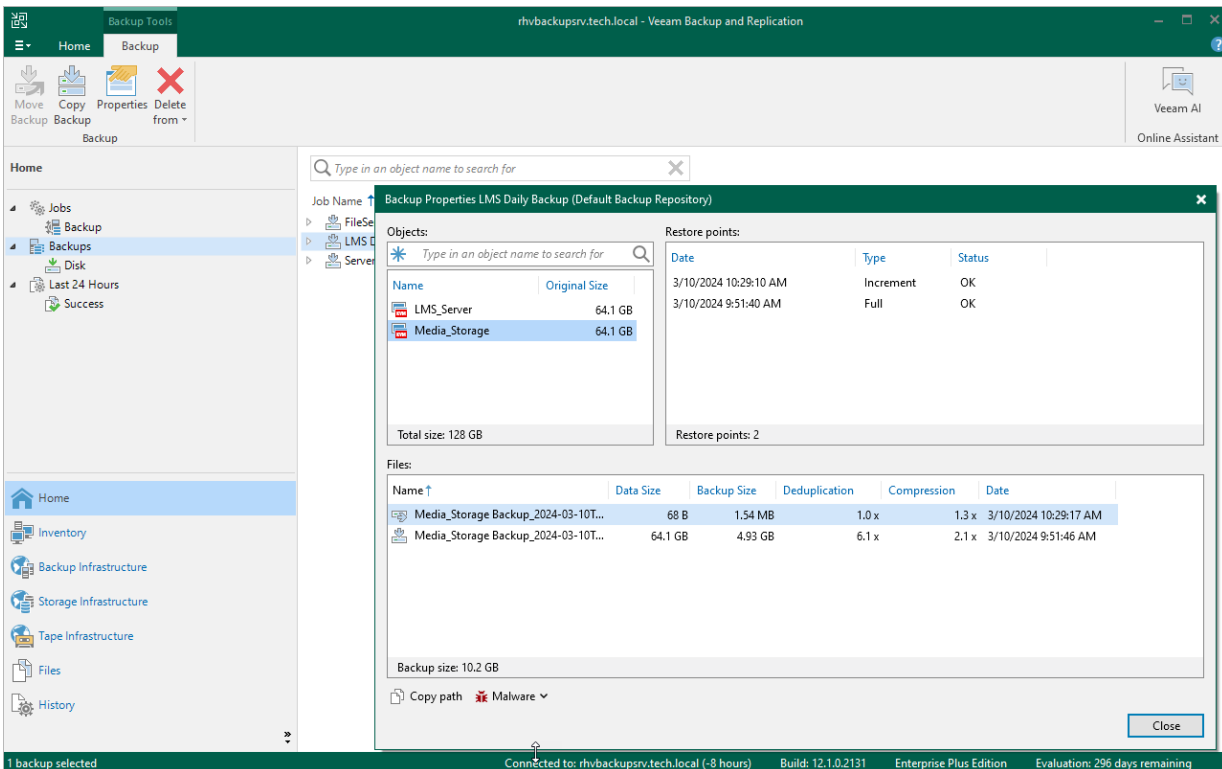 Backup Tools
rhvbackupsrv.tech.local - Veeam Backup and Replication
Home Backup
Move Backup
Copy Backup
Properties
Delete from
Backup
Veeam AI
Online Assistant
Home
Jobs
Backup
Backups
Disk
Last 24 Hours
Success
Home
Inventory
Backup Infrastructure
Storage Infrastructure
Tape Infrastructure
Files
History
Type in an object name to search for
Job Name
FileSe
LMS D
Server
Backup Properties LMS Daily Backup (Default Backup Repository)
Objects:
Type in an object name to search for
Name Original Size
LMS_Server 64.1 GB
Media_Storage 64.1 GB
Total size: 128 GB
Restore points:
Date Type Status
3/10/2024 10:29:10 AM Increment OK
3/10/2024 9:51:40 AM Full OK
Restore points: 2
Files:
Name Data Size Backup Size Deduplication Compression Date
Media_Storage Backup_2024-03-10T... 68 B 1.54 MB 1.0 x 1.3 x 3/10/2024 10:29:17 AM
Media_Storage Backup_2024-03-10T... 64.1 GB 4.93 GB 6.1 x 2.1 x 3/10/2024 9:51:46 AM
Backup size: 10.2 GB
Copy path Malware
Close
1 backup selected
Connected to: rhvbackupsrv.tech.local (-8 hours) Build: 12.1.0.2131 Enterprise Plus Edition Evaluation: 296 days remaining